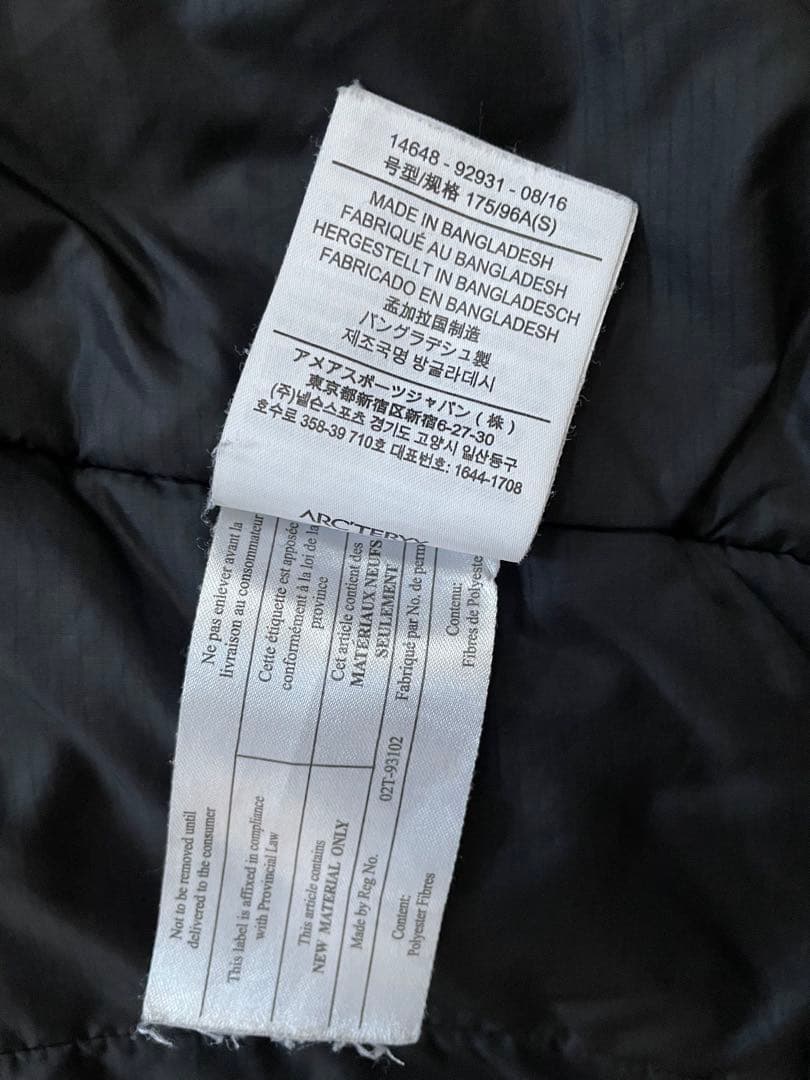 14648 - 92931 - 08/16
号型/规格 175/96A(S)
MADE IN BANGLADESH
FABRIQUÉ AU BANGLADESH
HERGESTELLT IN BANGLADESCH
FABRICADO EN BANGLADESH
孟加拉国制造
バングラデシュ製
제조국명 방글라데시
アメアスポーツジャパン (株)
東京都新宿区新宿6-27-30
(주)넬슨스포츠 경기도 고양시 일산동구
호수로 358-39 710호 대표번호: 1644-1708
ARC'TERYX
Ne pas enlever avant la
livraison au consommateur
Cette étiquette est apposée
conformément à la loi de la
province
Cet article contient des
MATERIAUX NEUFS
SEULEMENT
Fabriqué par No. de perm
Contenu:
Fibres de Polyeste
02T-93102
Not to be removed until
delivered to the consumer
This label is affixed in compliance
with Provincial Law
This article contains
NEW MATERIAL ONLY
Made by Reg No.
Content:
Polyester Fibres